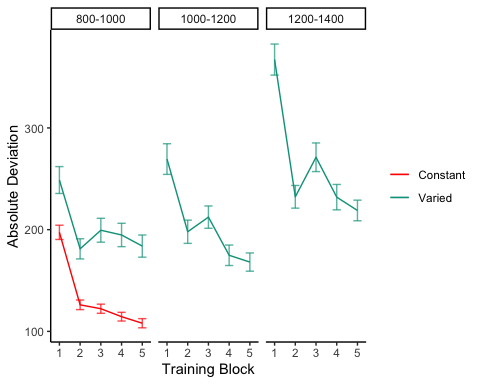 800-1000 1000-1200 1200-1400
Absolute Deviation
300
200
100
1 2 3 4 5 1 2 3 4 5 1 2 3 4 5
Training Block
Constant
Varied